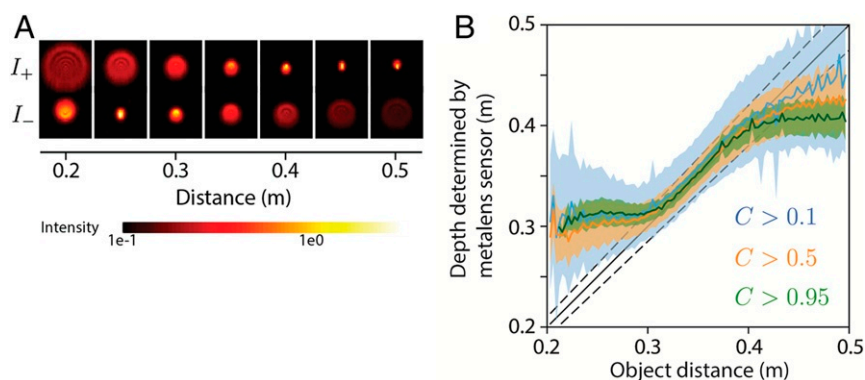 A
I+
I−
0.2 0.3 0.4 0.5
Distance (m)
Intensity
1e-1 1e0
B
Depth determined by
metalens sensor (m)
0.5
0.4
0.3
0.2
C > 0.1
C > 0.5
C > 0.95
0.2 0.3 0.4 0.5
Object distance (m)